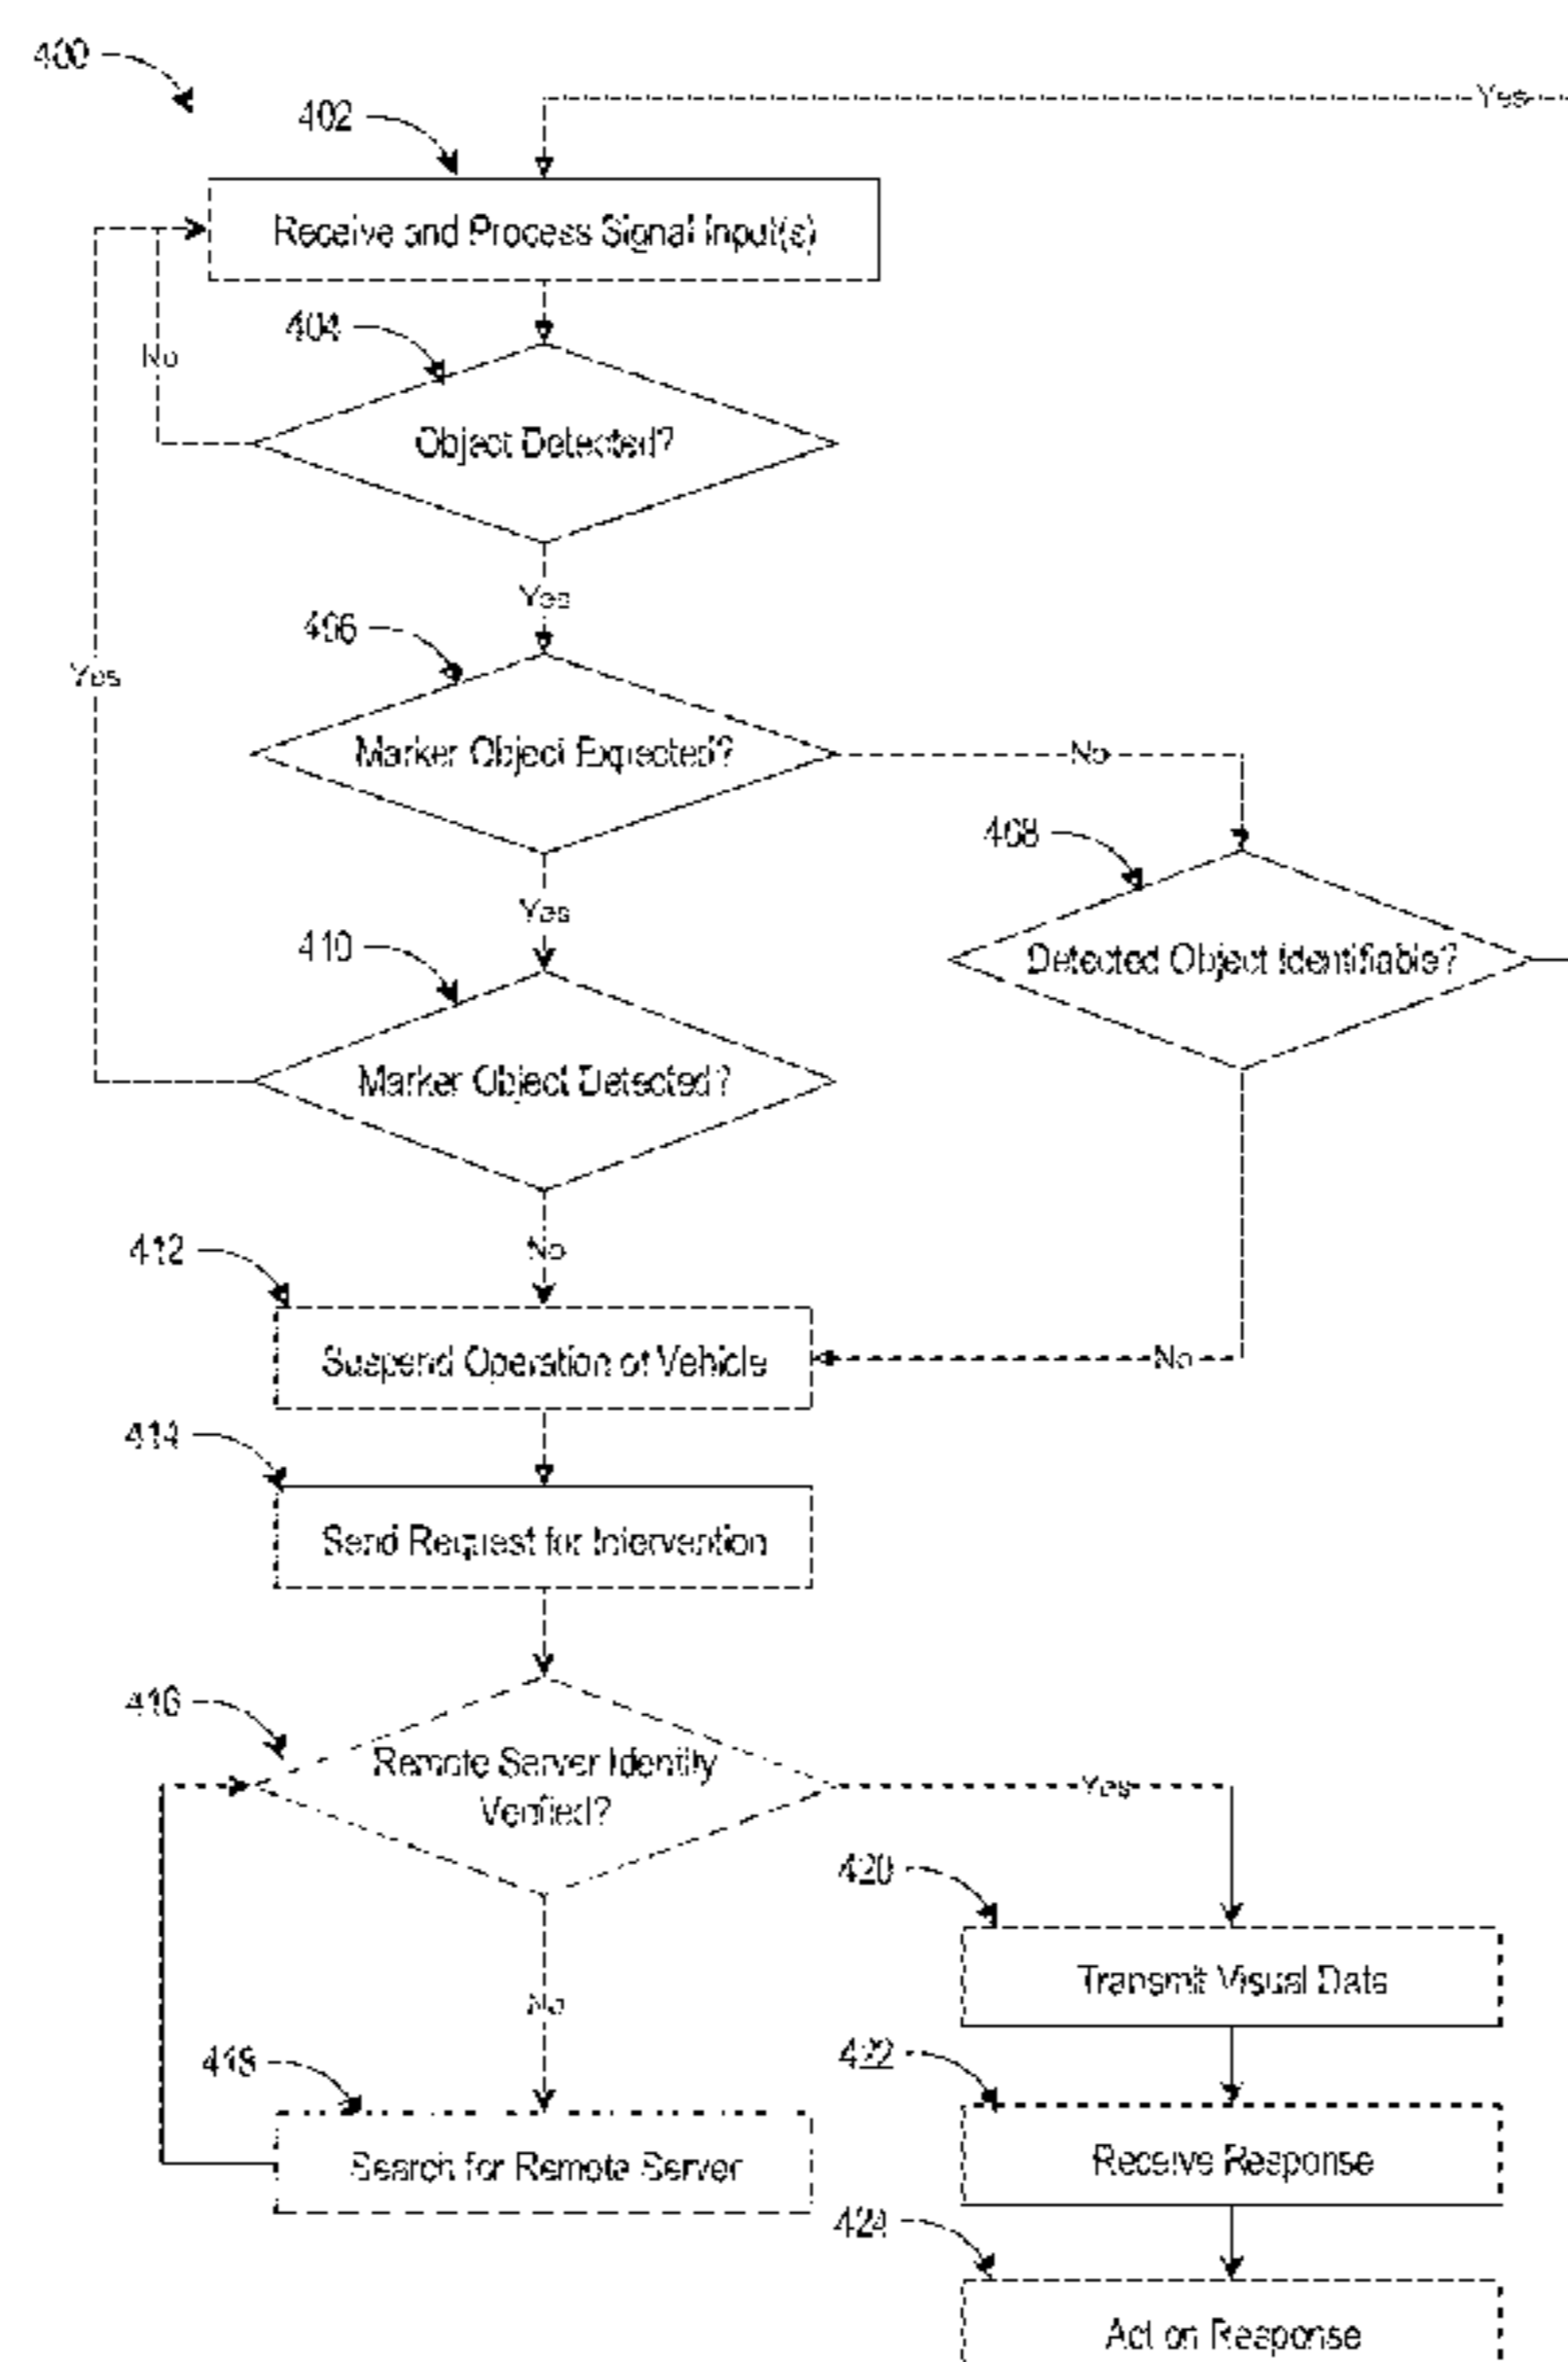 400
402
Yes
Receive and Process Signal Input(s)
404
No
Object Detected?
Yes
406
Yes
Marker Object Expected?
No
408
Yes
410
Detected Object Identifiable?
Marker Object Detected?
412
No
Suspend Operation of Vehicle
No
414
Send Request for Intervention
416
Remote Server Identity
Verified?
Yes
420
Transmit Visual Data
No
418
422
Search for Remote Server
Receive Response
424
Act on Response